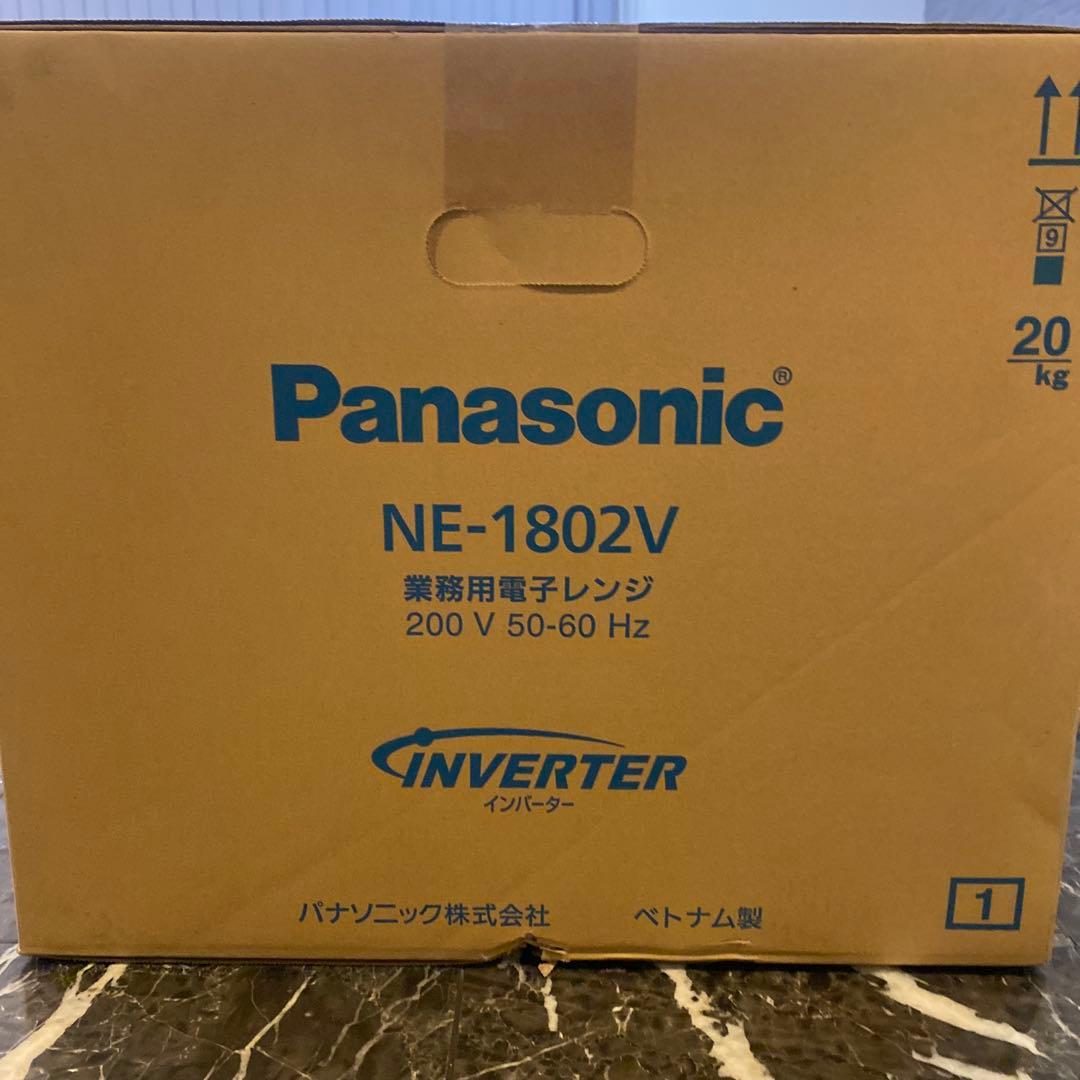 9
20
kg
Panasonic®
NE-1802V
業務用電子レンジ
200 V 50-60 Hz
INVERTER
インバーター
パナソニック株式会社 ベトナム製
1